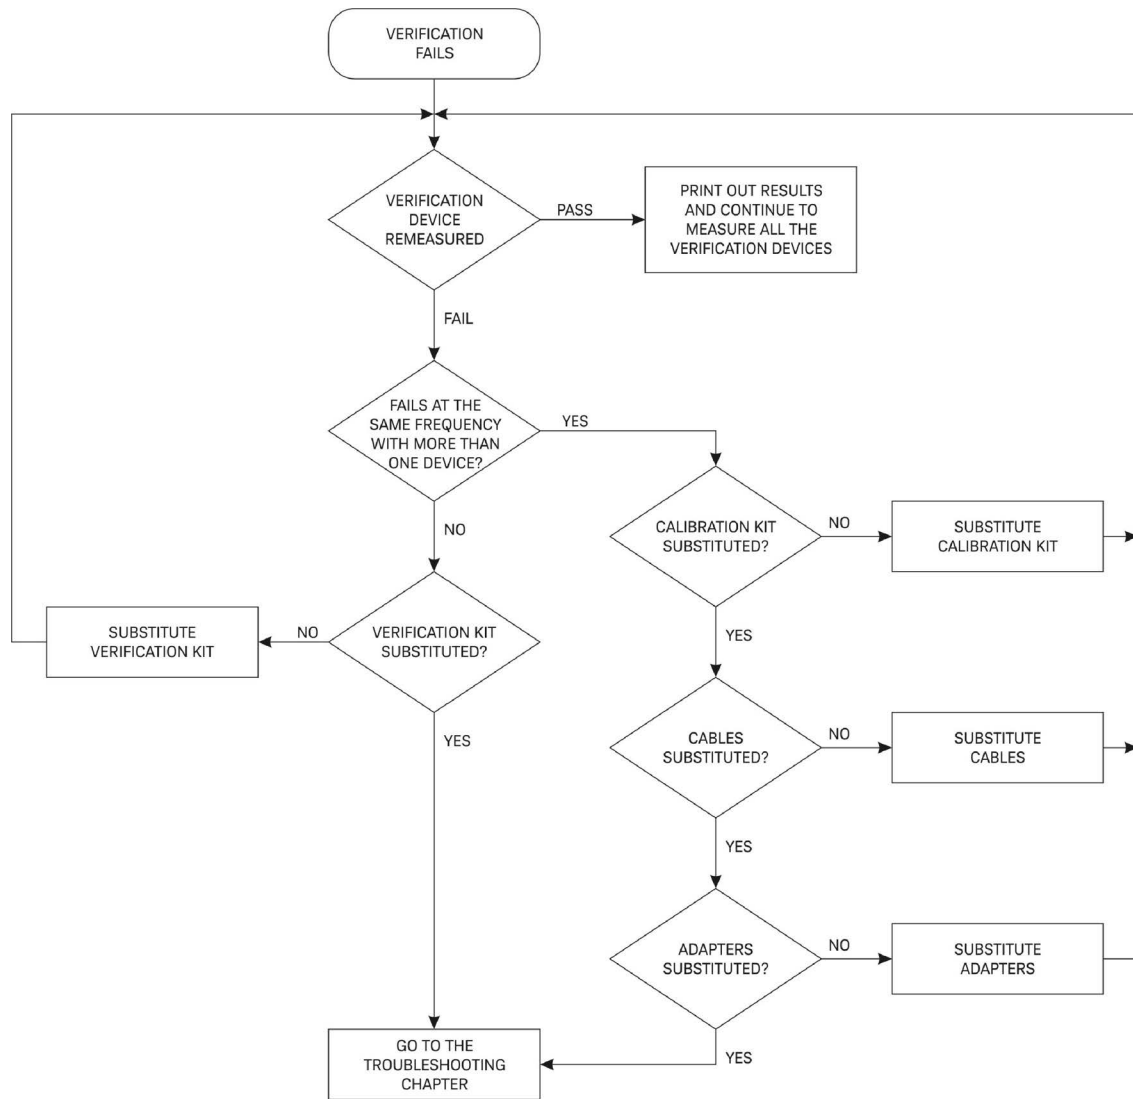 VERIFICATION
FAILS
VERIFICATION
DEVICE
REMEASURED
PASS
PRINT OUT RESULTS
AND CONTINUE TO
MEASURE ALL THE
VERIFICATION DEVICES
FAIL
FAILS AT THE
SAME FREQUENCY
WITH MORE THAN
ONE DEVICE?
YES
NO
CALIBRATION KIT
SUBSTITUTED?
NO
SUBSTITUTE
CALIBRATION KIT
SUBSTITUTE
VERIFICATION KIT
NO
VERIFICATION KIT
SUBSTITUTED?
YES
YES
CABLES
SUBSTITUTED?
NO
SUBSTITUTE
CABLES
YES
ADAPTERS
SUBSTITUTED?
NO
SUBSTITUTE
ADAPTERS
YES
GO TO THE
TROUBLESHOOTING
CHAPTER